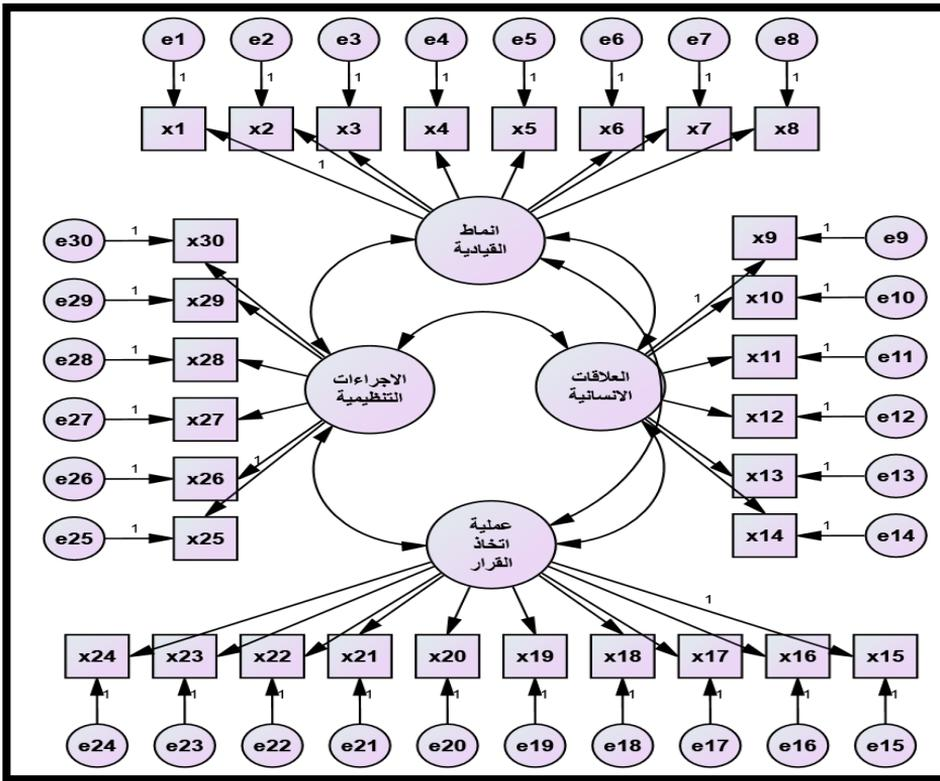 e1 e2 e3 e4 e5 e6 e7 e8
1 1 1 1 1 1 1 1
x1 x2 x3 x4 x5 x6 x7 x8
1
انماط
القيادية
e30 1 x30
e29 1 x29
e28 1 x28
e27 1 x27
e26 1 x26 1
e25 1 x25
x9 1 e9
1 x10 1 e10
x11 1 e11
x12 1 e12
x13 1 e13
x14 1 e14
الاجراءات
التنظيمية
العلاقات
الانسانية
عملية
اتخاذ
القرار
1
x24 x23 x22 x21 x20 x19 x18 x17 x16 x15
1 1 1 1 1 1 1 1 1 1
e24 e23 e22 e21 e20 e19 e18 e17 e16 e15